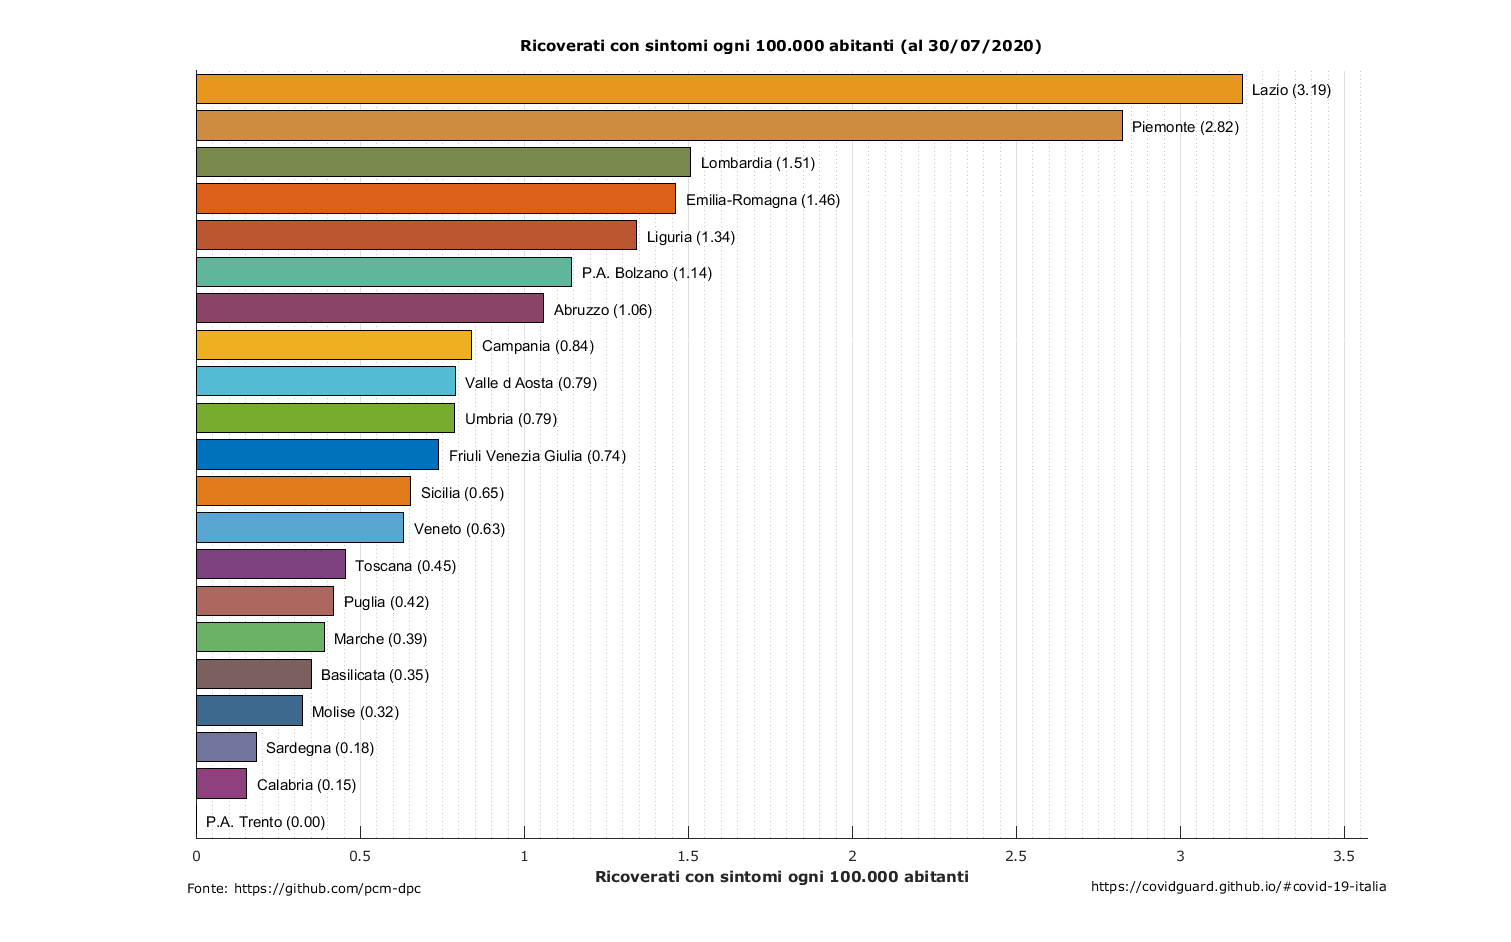 Ricoverati con sintomi ogni 100.000 abitanti (al 30/07/2020)
Lazio (3.19)
Piemonte (2.82)
Lombardia (1.51)
Emilia-Romagna (1.46)
Liguria (1.34)
P.A. Bolzano (1.14)
Abruzzo (1.06)
Campania (0.84)
Valle d Aosta (0.79)
Umbria (0.79)
Friuli Venezia Giulia (0.74)
Sicilia (0.65)
Veneto (0.63)
Toscana (0.45)
Puglia (0.42)
Marche (0.39)
Basilicata (0.35)
Molise (0.32)
Sardegna (0.18)
Calabria (0.15)
P.A. Trento (0.00)
0 0.5 1 1.5 2 2.5 3 3.5
Ricoverati con sintomi ogni 100.000 abitanti
Fonte: https://github.com/pcm-dpc
https://covidguard.github.io/#covid-19-italia